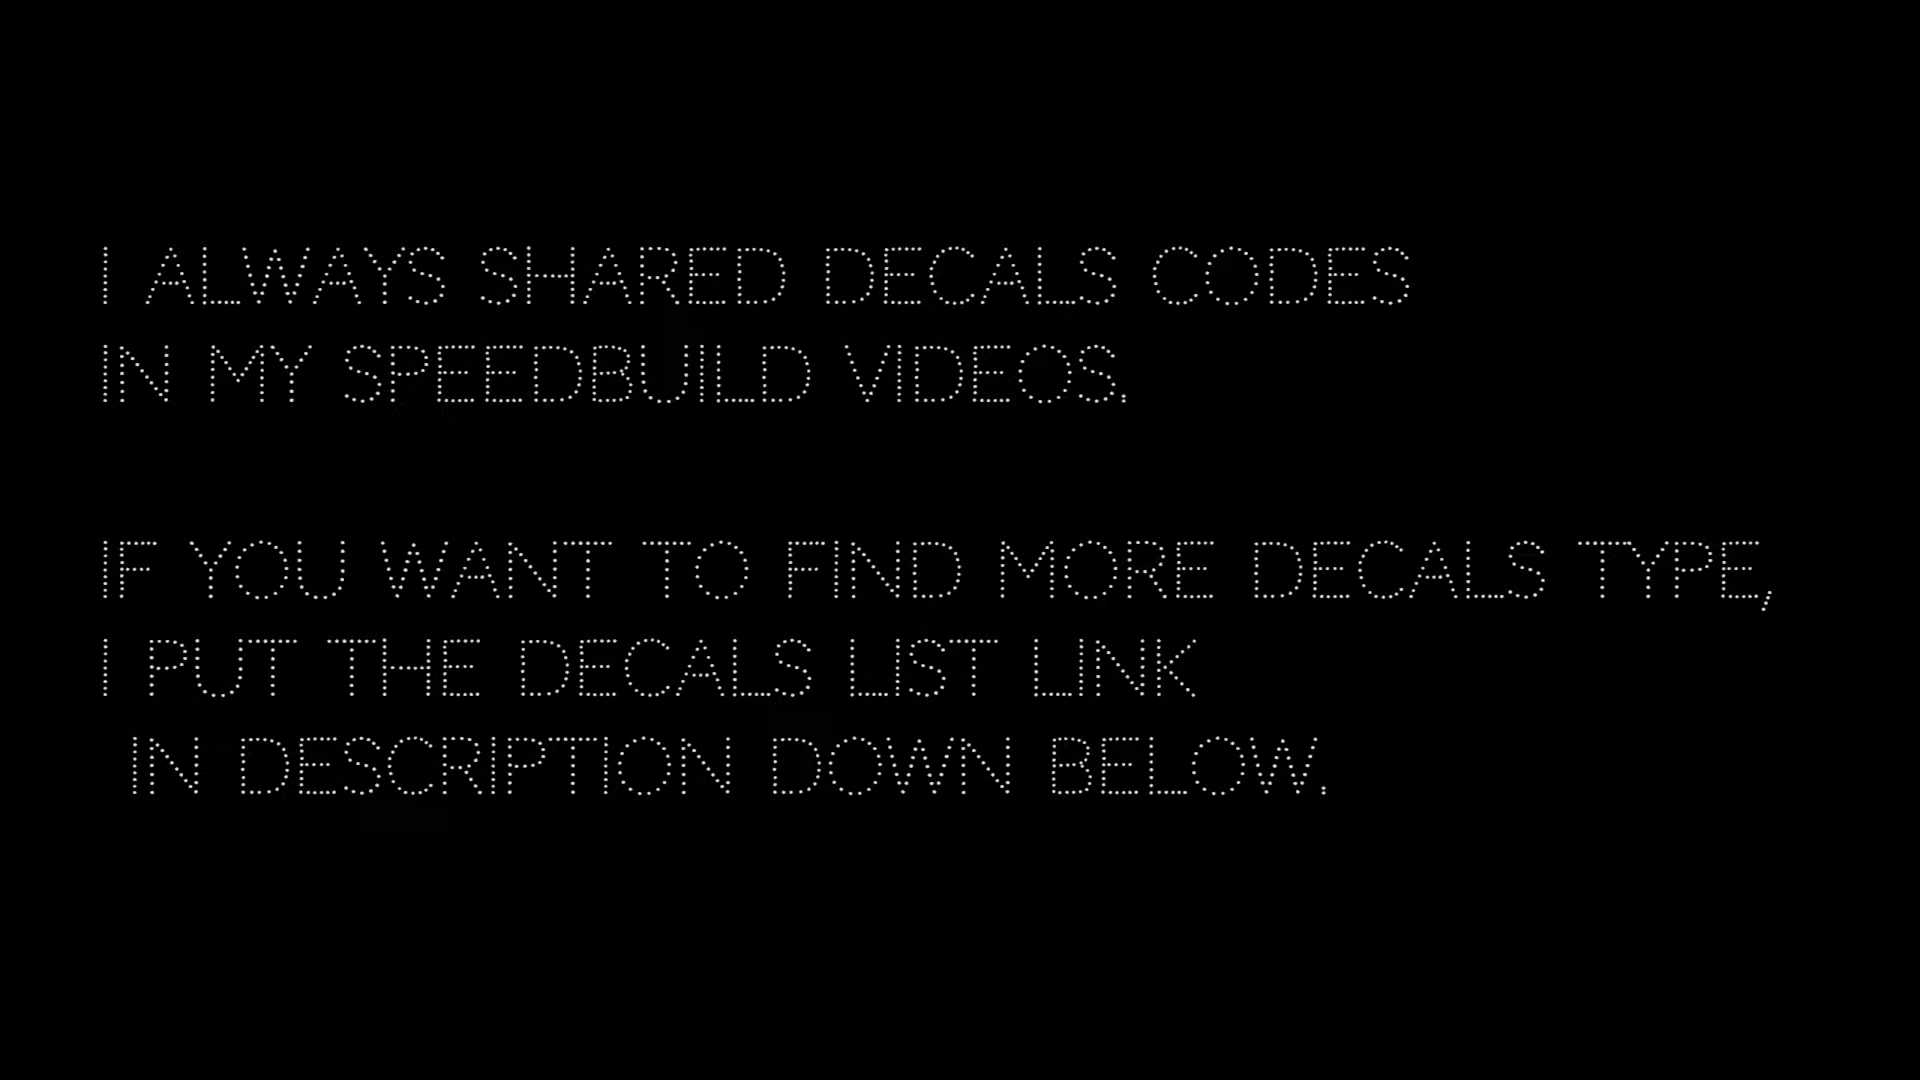 I ALWAYS SHARED DECALS CODES
IN MY SPEEDBUILD VIDEOS.
IF YOU WANT TO FIND MORE DECALS TYPE,
I PUT THE DECALS LIST LINK
IN DESCRIPTION DOWN BELOW.